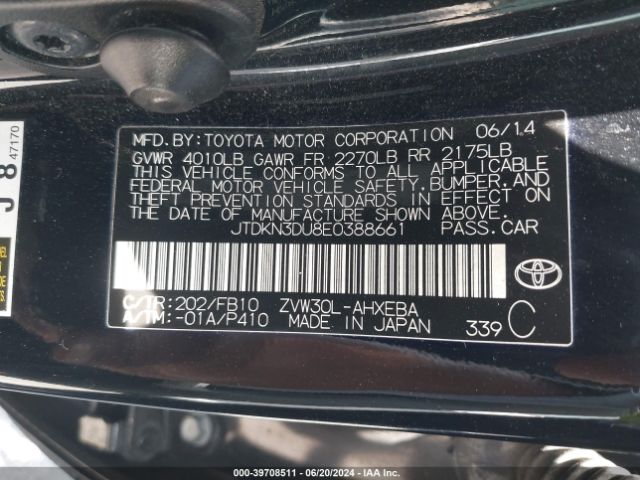 MFD.BY:TOYOTA MOTOR CORPORATION 06/14
GVWR 4010LB GAWR FR 2270LB RR 2175LB
THIS VEHICLE CONFORMS TO ALL APPLICABLE
FEDERAL MOTOR VEHICLE SAFETY,BUMPER,AND
THEFT PREVENTION STANDARDS IN EFFECT ON
THE DATE OF MANUFACTURE SHOWN ABOVE.
JTDKN3DU8E0388661 PASS.CAR
C/TR:202/FB10 ZVW30L-AHXEBA
A/TM:-01A/P410 MADE IN JAPAN 339 C
J 8 47170
000-39708511 - 06/20/2024 - IAA Inc.